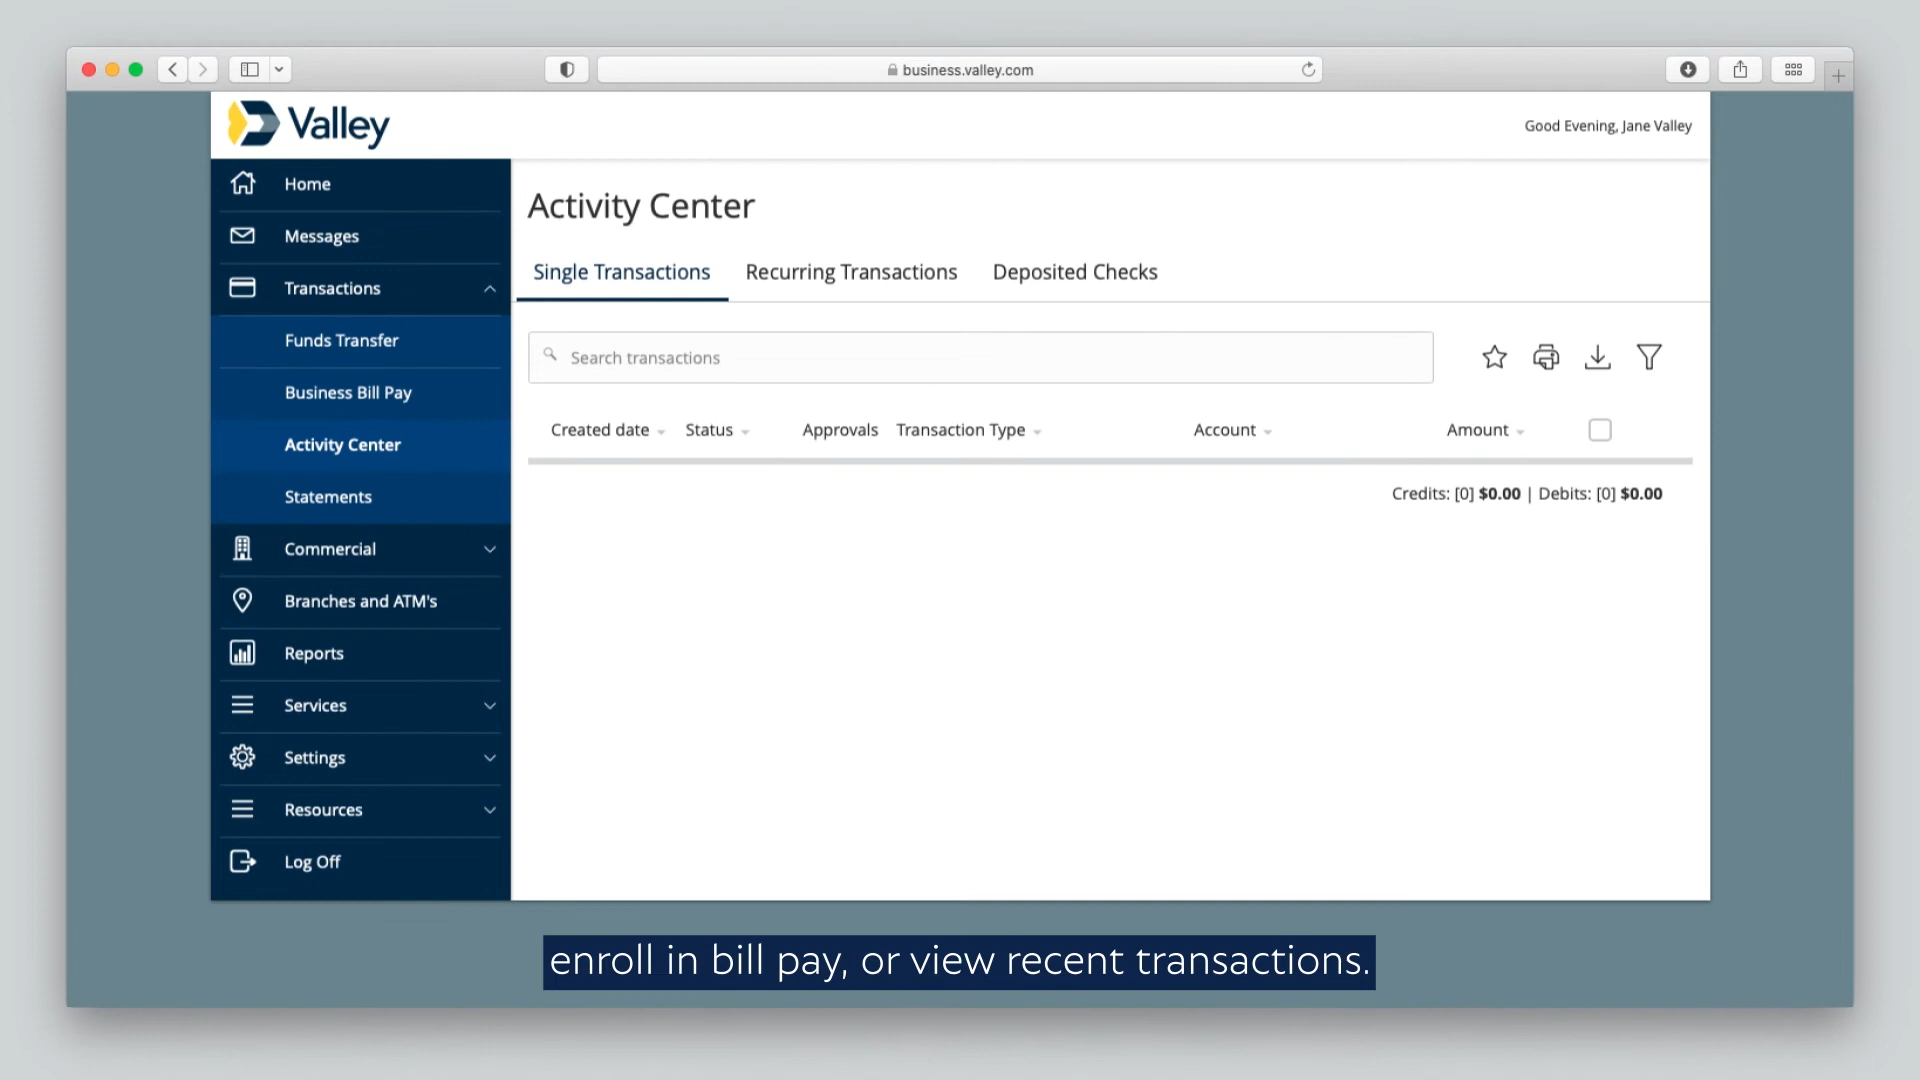 business.valley.com
Valley
Good Evening, Jane Valley
Home
Messages
Transactions
Funds Transfer
Business Bill Pay
Activity Center
Statements
Commercial
Branches and ATM's
Reports
Services
Settings
Resources
Log Off
Activity Center
Single Transactions Recurring Transactions Deposited Checks
Search transactions
Created date Status Approvals Transaction Type Account Amount
Credits: [0] $0.00 | Debits: [0] $0.00
enroll in bill pay, or view recent transactions.